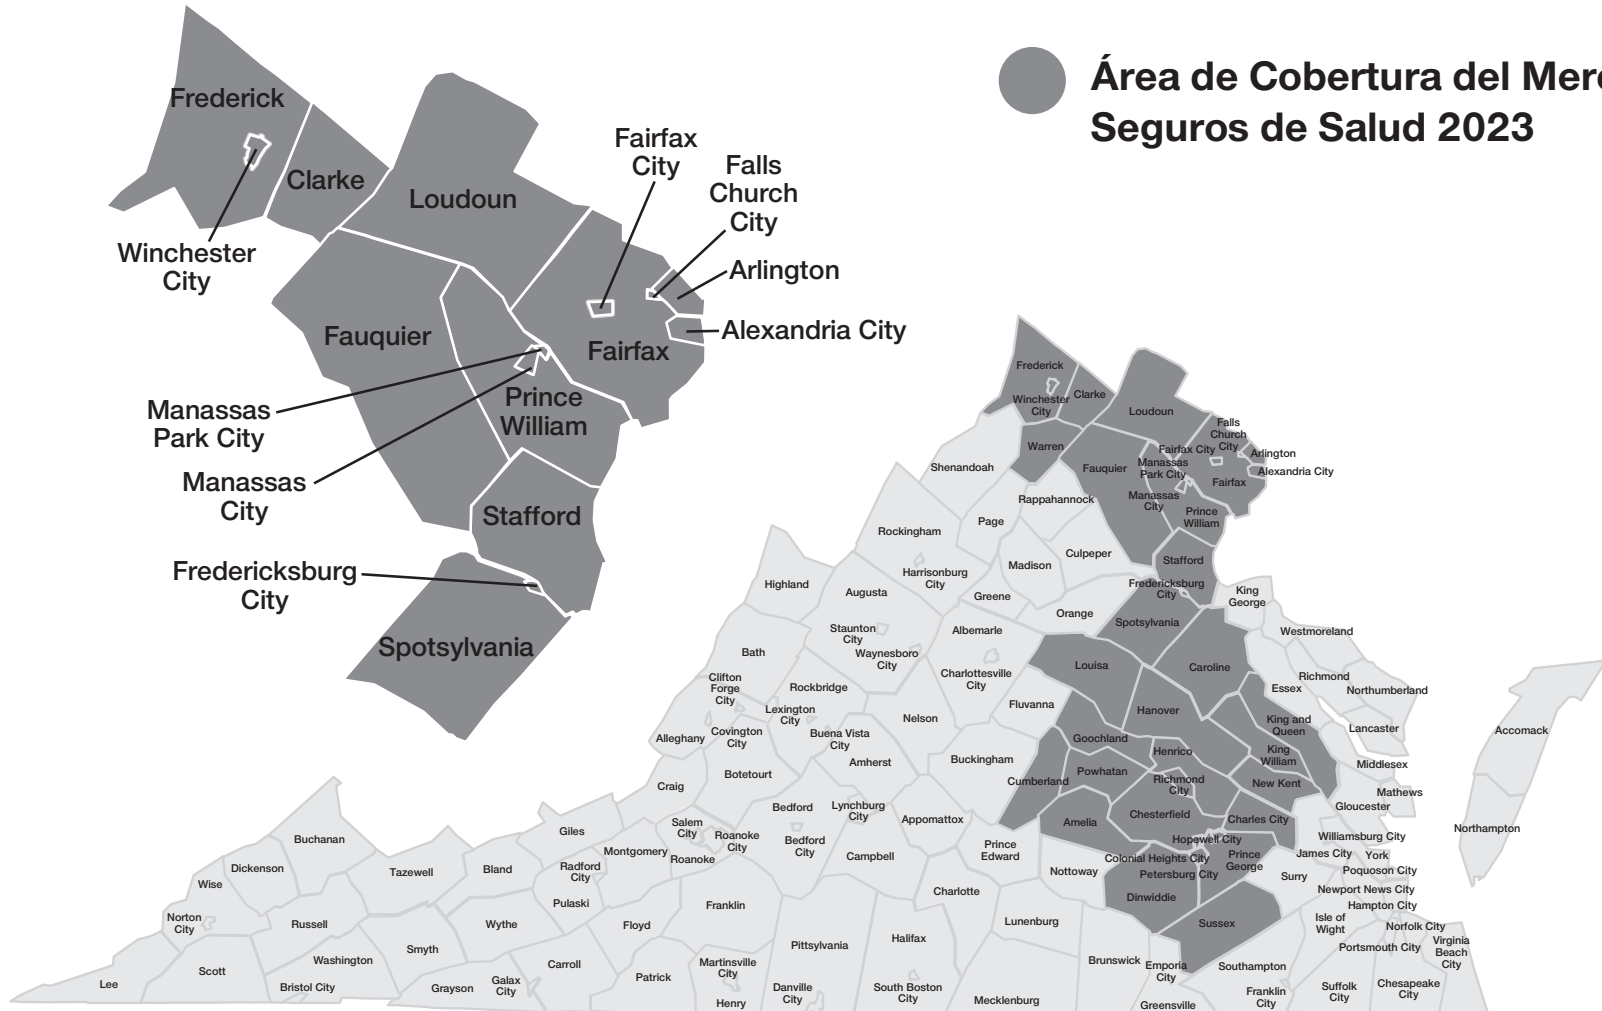 Área de Cobertura del Mer
Seguros de Salud 2023
Frederick
Clarke
Loudoun
Fairfax
City
Falls
Church
City
Winchester
City
Arlington
Alexandria City
Fauquier
Fairfax
Prince
William
Manassas
Park City
Manassas
City
Stafford
Fredericksburg
City
Spotsylvania
Frederick
Winchester
City
Clarke
Loudoun
Falls
Church
City
Warren
Fairfax City
Arlington
Manassas
Park City
Alexandria City
Fauquier
Fairfax
Manassas
City
Prince
William
Shenandoah
Rappahannock
Page
Rockingham
Culpeper
Stafford
Madison
Harrisonburg
City
Highland
Augusta
Greene
Fredericksburg
City
King
George
Orange
Spotsylvania
Staunton
City
Albemarle
Westmoreland
Bath
Waynesboro
City
Louisa
Caroline
Clifton
Forge
City
Rockbridge
Charlottesville
City
Richmond
Essex
Northumberland
Lexington
City
Nelson
Fluvanna
Hanover
King and
Queen
Lancaster
Accomack
Alleghany
Covington
City
Buena Vista
City
Goochland
Henrico
King
William
Buckingham
Amherst
Middlesex
Botetourt
Cumberland
Powhatan
Richmond
City
New Kent
Craig
Mathews
Gloucester
Bedford
Lynchburg
City
Appomattox
Amelia
Chesterfield
Charles City
Northampton
Giles
Salem
City
Roanoke
City
Bedford
City
Hopewell City
Williamsburg City
Buchanan
Montgomery
Roanoke
Campbell
Prince
Edward
Colonial Heights City
Prince
George
James City
York
Dickenson
Tazewell
Bland
Radford
City
Nottoway
Petersburg City
Surry
Poquoson City
Wise
Charlotte
Newport News City
Pulaski
Franklin
Dinwiddie
Hampton City
Norton
City
Russell
Wythe
Floyd
Lunenburg
Sussex
Isle of
Wight
Norfolk City
Pittsylvania
Halifax
Portsmouth City
Virginia
Beach
City
Smyth
Washington
Scott
Carroll
Patrick
Martinsville
City
Brunswick
Emporia
City
Southampton
Lee
Bristol City
Grayson
Galax
City
Danville
City
South Boston
City
Mecklenburg
Franklin
City
Suffolk
City
Chesapeake
City
Henry
Greensville